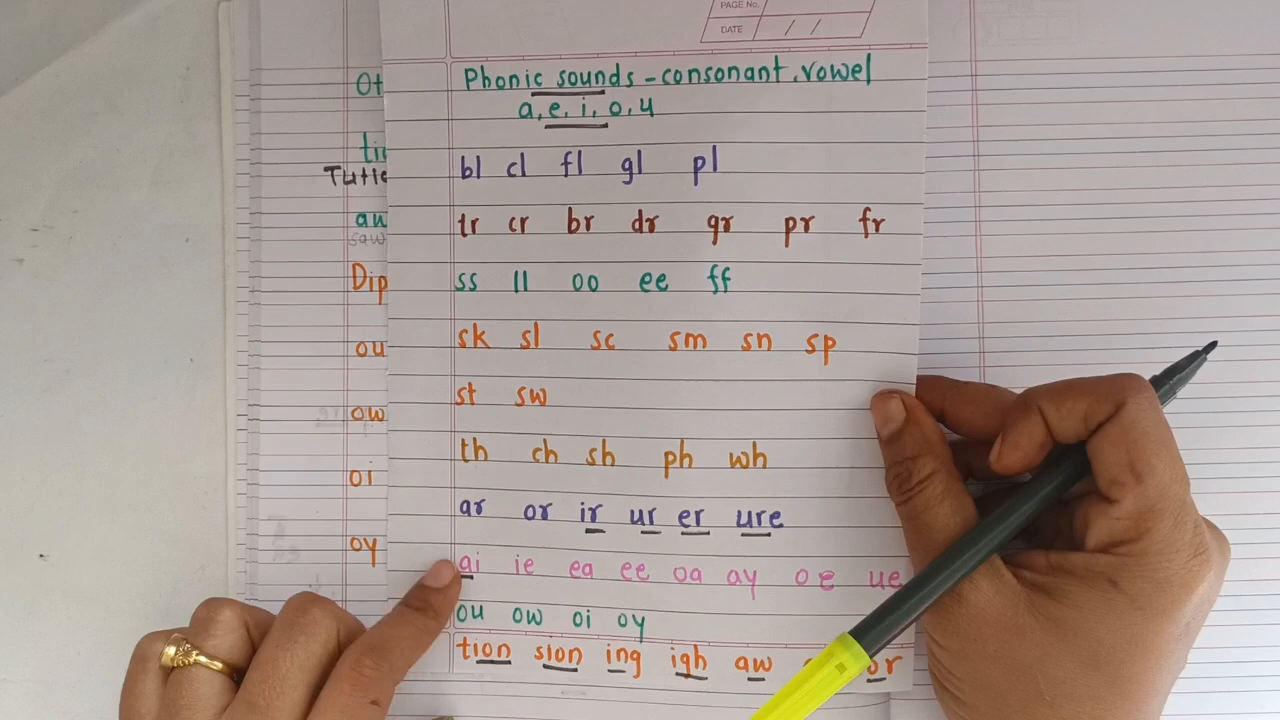 PAGE No.
DATE / /
Phonic sounds - consonant, vowel
a, e, i, o, u
bl cl fl gl pl
tr cr br dr gr pr fr
ss ll oo ee ff
sk sl sc sm sn sp
st sw
th ch sh ph wh
ar or ir ur er ure
ai ie ea ee oa ay oe ue
ou ow oi oy
tion sion ing igh aw or
saw
ou
ow
oi
oy